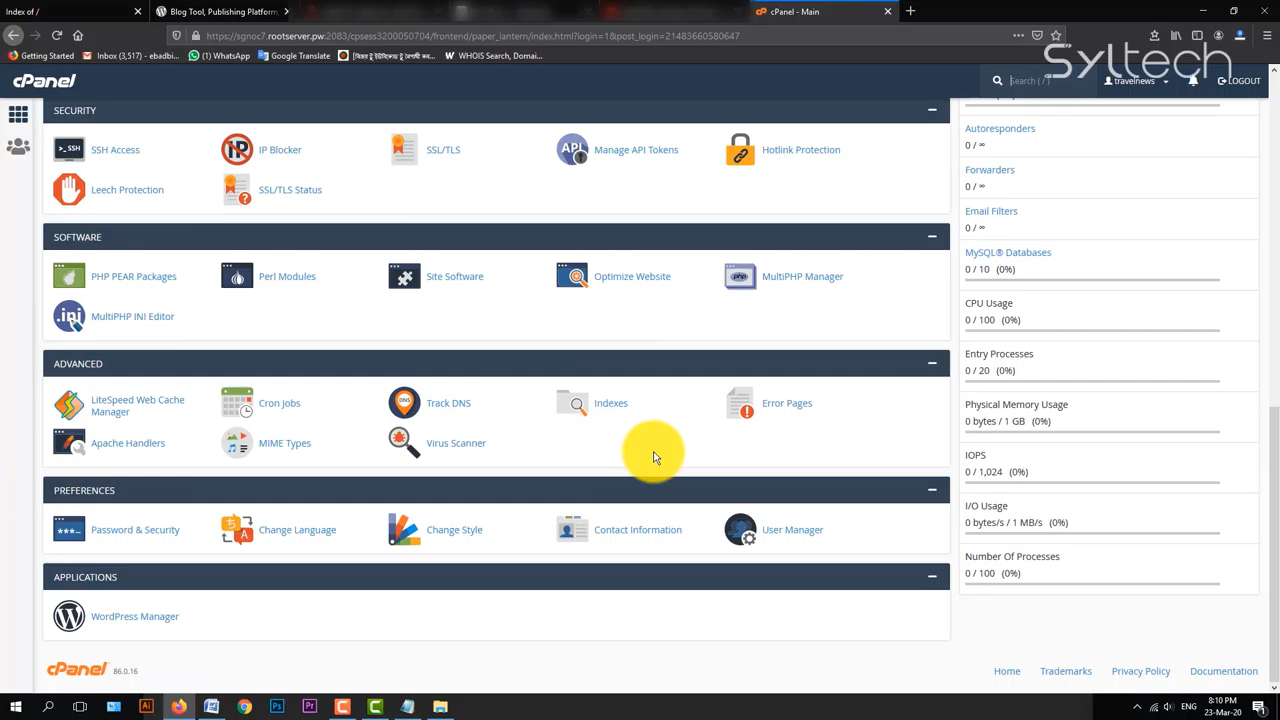 Index of /
Blog Tool, Publishing Platform,
cPanel - Main
https://sgnoc7.rootserver.pw:2083/cpsess3200050704/frontend/paper_lantern/index.html?login=1&post_login=21483660580647
Getting Started
Inbox (3,517) - ebadbi
(1) WhatsApp
Google Translate
WHOIS Search, Domai...
Syltech
cPanel
Search ( / )
travelnews
LOGOUT
SECURITY
SSH Access
IP Blocker
SSL/TLS
Manage API Tokens
Hotlink Protection
Leech Protection
SSL/TLS Status
SOFTWARE
PHP PEAR Packages
Perl Modules
Site Software
Optimize Website
MultiPHP Manager
MultiPHP INI Editor
ADVANCED
LiteSpeed Web Cache
Manager
Cron Jobs
Track DNS
Indexes
Error Pages
Apache Handlers
MIME Types
Virus Scanner
PREFERENCES
Password & Security
Change Language
Change Style
Contact Information
User Manager
APPLICATIONS
WordPress Manager
Autoresponders
0 / ∞
Forwarders
0 / ∞
Email Filters
0 / ∞
MySQL® Databases
0 / 10 (0%)
CPU Usage
0 / 100 (0%)
Entry Processes
0 / 20 (0%)
Physical Memory Usage
0 bytes / 1 GB (0%)
IOPS
0 / 1,024 (0%)
I/O Usage
0 bytes/s / 1 MB/s (0%)
Number Of Processes
0 / 100 (0%)
cPanel 86.0.16
Home
Trademarks
Privacy Policy
Documentation
8:10 PM
23-Mar-20